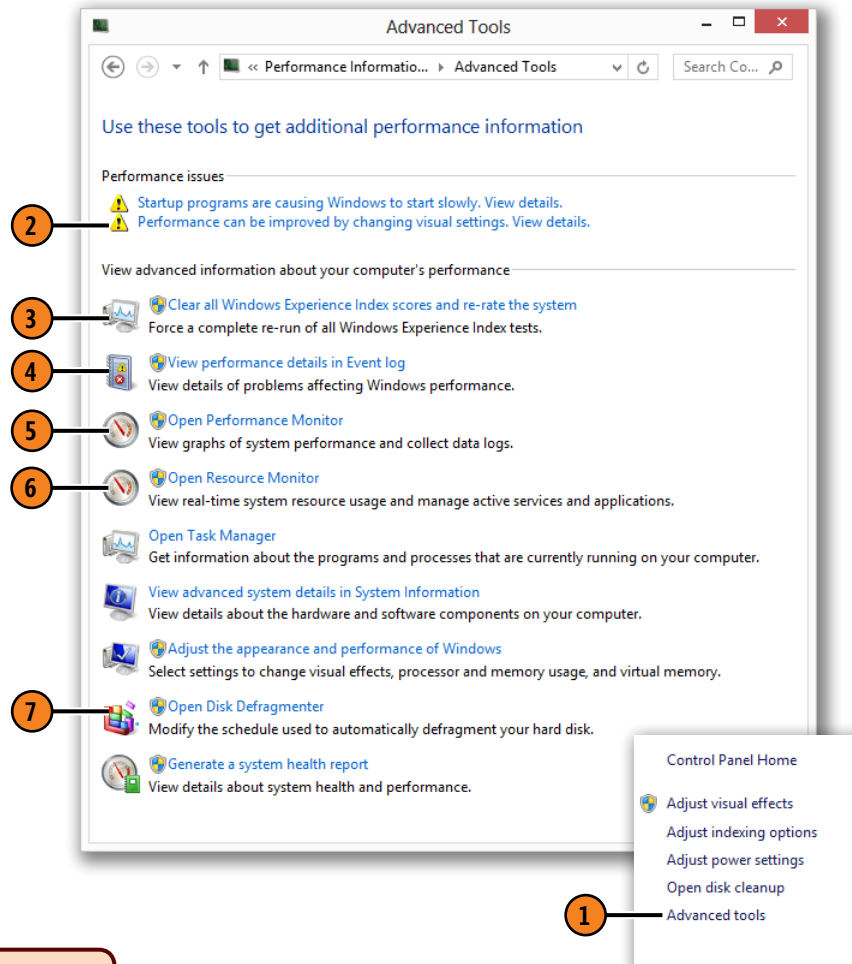 Advanced Tools
« Performance Informatio... Advanced Tools Search Co...
Use these tools to get additional performance information
Performance issues
Startup programs are causing Windows to start slowly. View details.
2
Performance can be improved by changing visual settings. View details.
View advanced information about your computer's performance
3
Clear all Windows Experience Index scores and re-rate the system
Force a complete re-run of all Windows Experience Index tests.
4
View performance details in Event log
View details of problems affecting Windows performance.
5
Open Performance Monitor
View graphs of system performance and collect data logs.
6
Open Resource Monitor
View real-time system resource usage and manage active services and applications.
Open Task Manager
Get information about the programs and processes that are currently running on your computer.
View advanced system details in System Information
View details about the hardware and software components on your computer.
Adjust the appearance and performance of Windows
Select settings to change visual effects, processor and memory usage, and virtual memory.
7
Open Disk Defragmenter
Modify the schedule used to automatically defragment your hard disk.
Generate a system health report
View details about system health and performance.
Control Panel Home
Adjust visual effects
Adjust indexing options
Adjust power settings
Open disk cleanup
1
Advanced tools